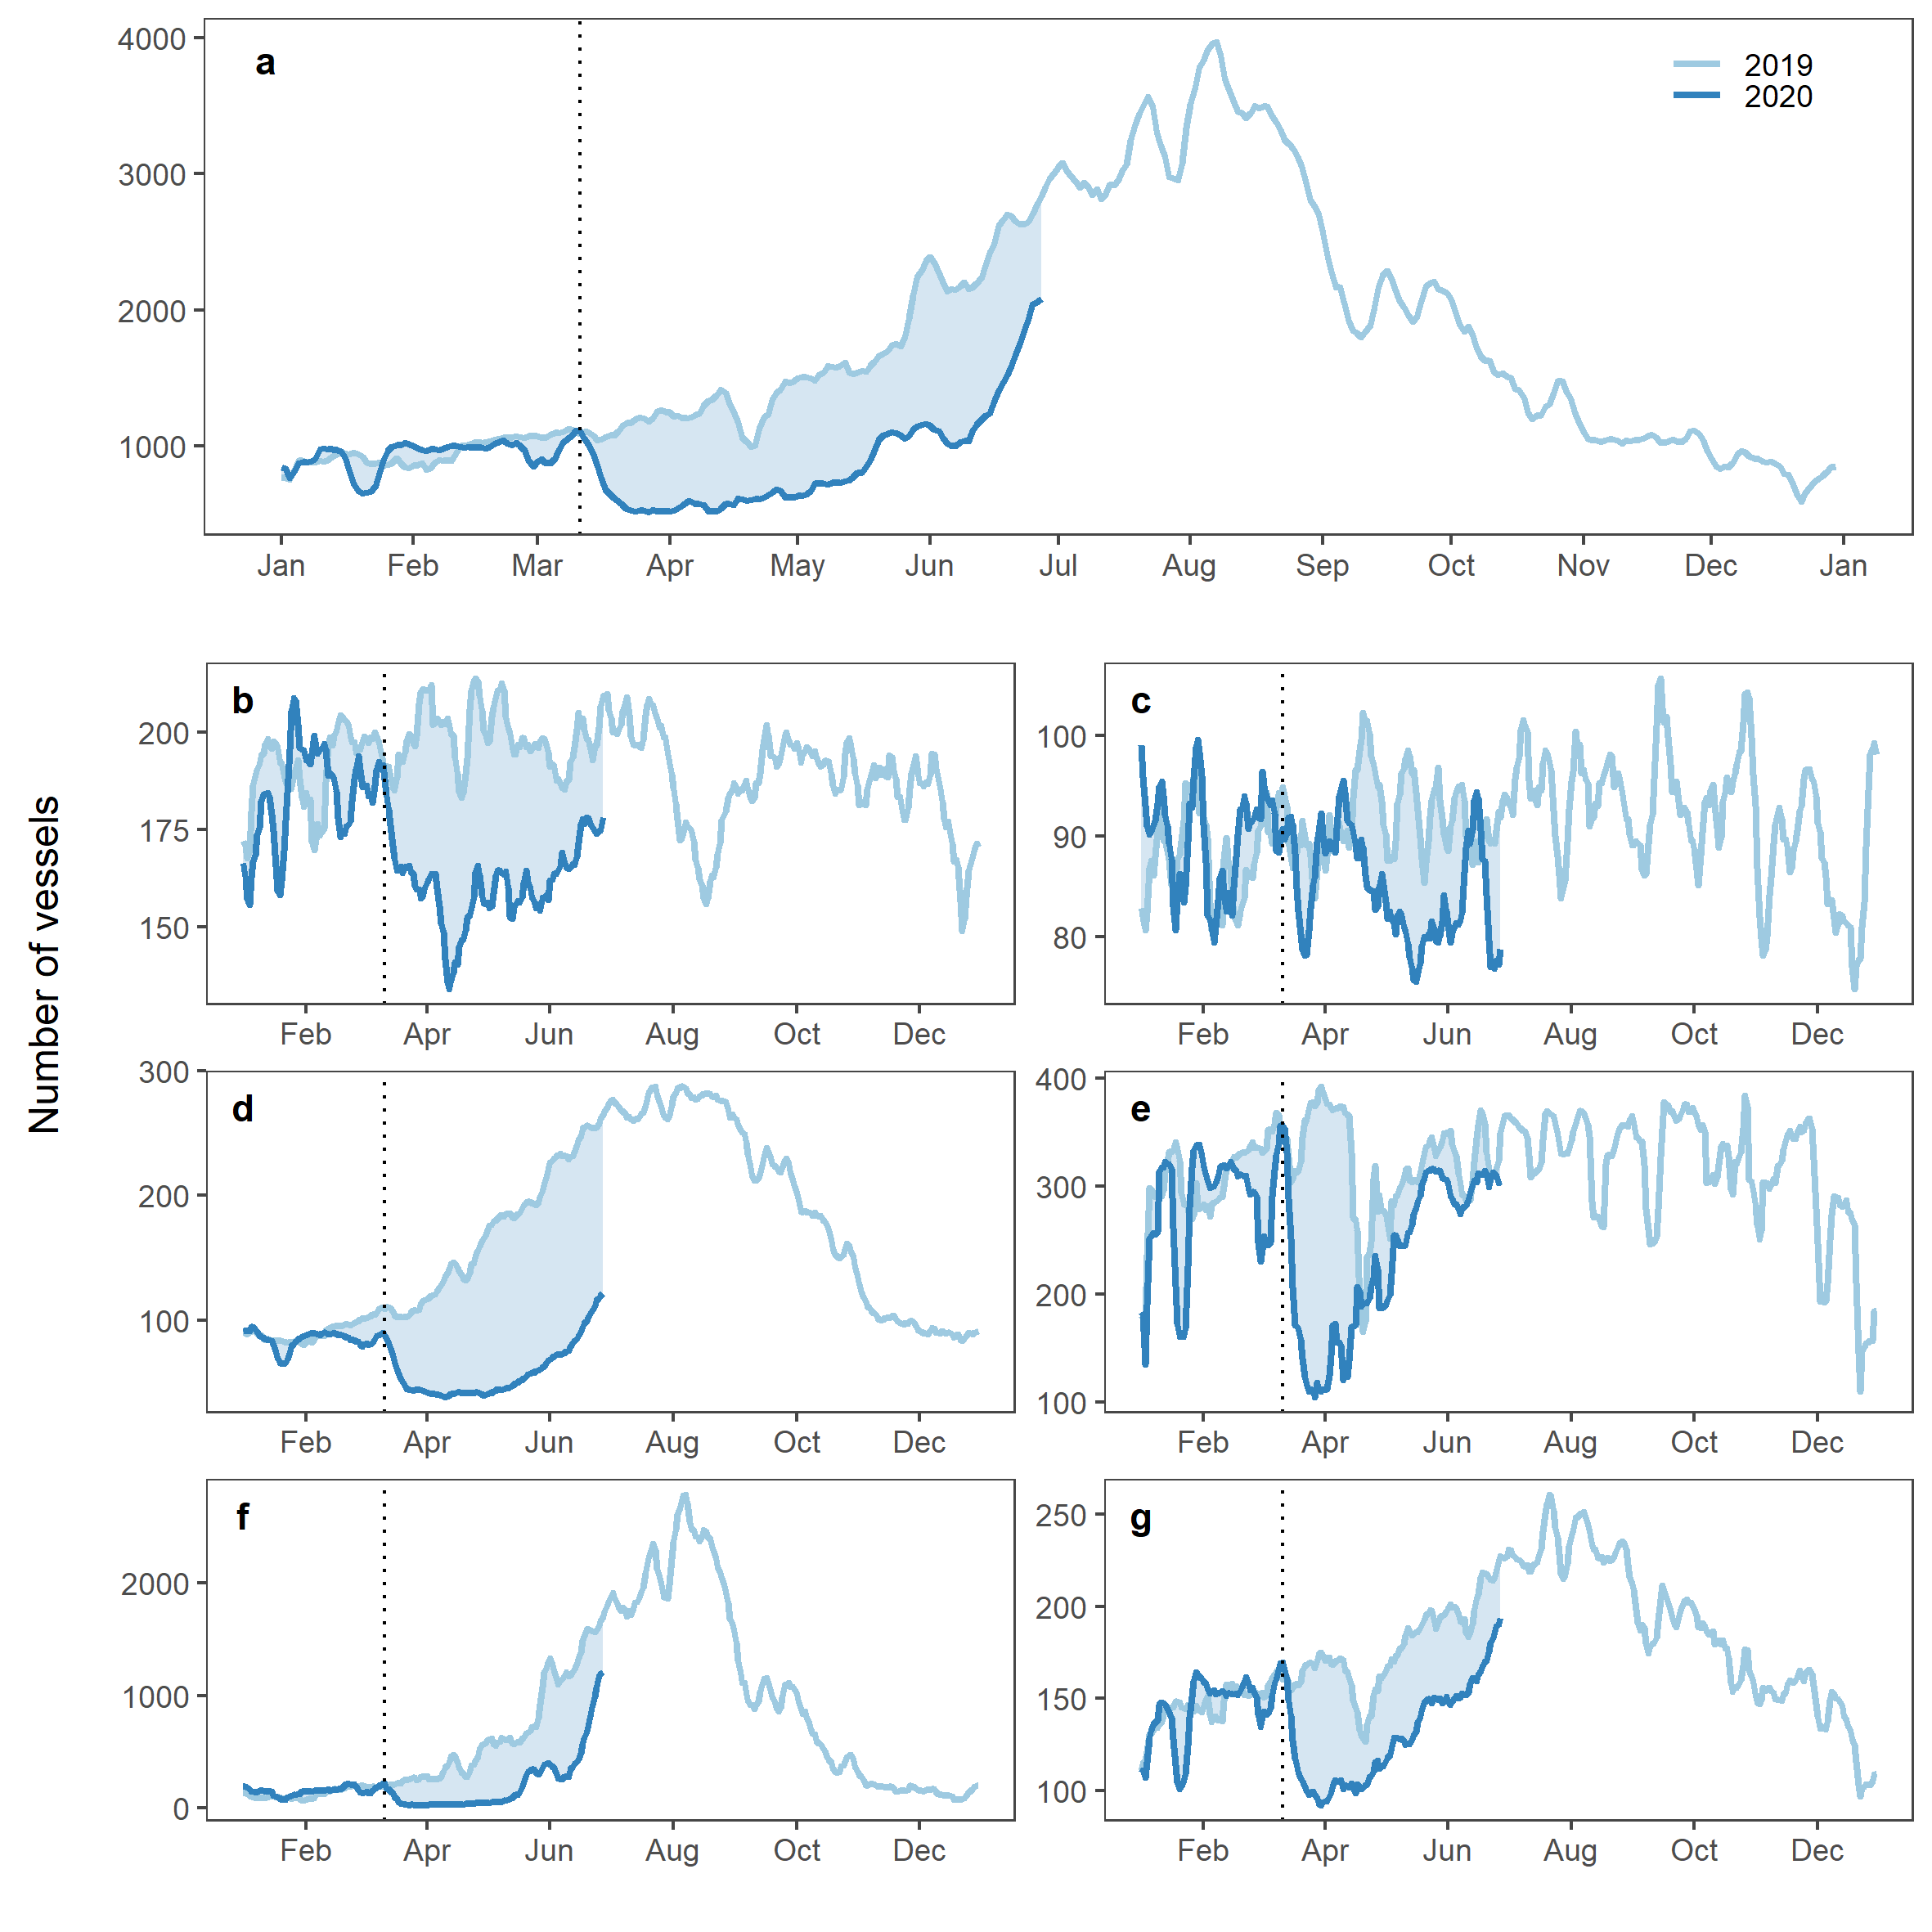 a
2019
2020
4000
3000
2000
1000
Jan Feb Mar Apr May Jun Jul Aug Sep Oct Nov Dec Jan
Number of vessels
b
200
175
150
Feb Apr Jun Aug Oct Dec
c
100
90
80
Feb Apr Jun Aug Oct Dec
d
300
200
100
Feb Apr Jun Aug Oct Dec
e
400
300
200
100
Feb Apr Jun Aug Oct Dec
f
2000
1000
0
Feb Apr Jun Aug Oct Dec
g
250
200
150
100
Feb Apr Jun Aug Oct Dec